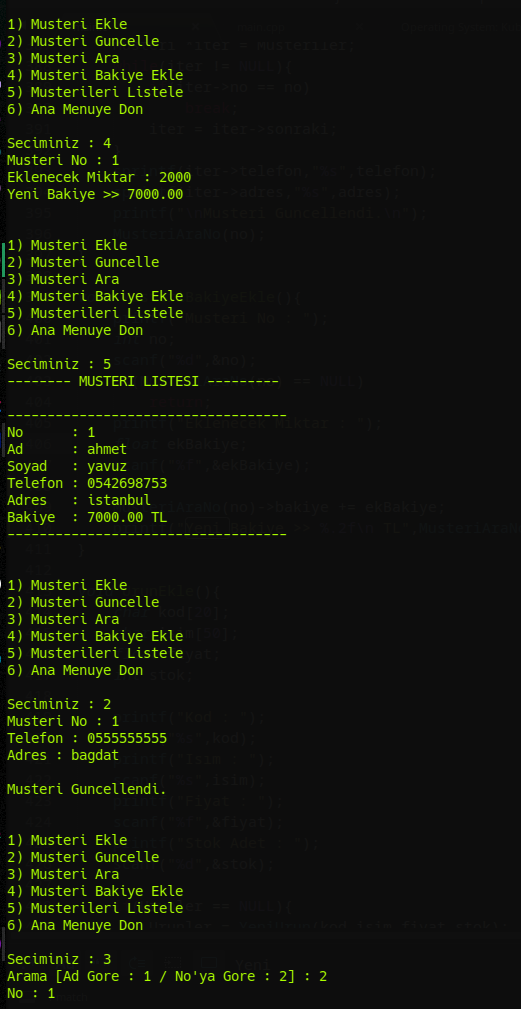 1) Musteri Ekle
2) Musteri Guncelle
3) Musteri Ara
4) Musteri Bakiye Ekle
5) Musterileri Listele
6) Ana Menuye Don
Seciminiz : 4
Musteri No : 1
Eklenecek Miktar : 2000
Yeni Bakiye >> 7000.00
1) Musteri Ekle
2) Musteri Guncelle
3) Musteri Ara
4) Musteri Bakiye Ekle
5) Musterileri Listele
6) Ana Menuye Don
Seciminiz : 5
-------- MUSTERI LISTESI ---------
-----------------------------------
No      : 1
Ad      : ahmet
Soyad   : yavuz
Telefon : 0542698753
Adres   : istanbul
Bakiye  : 7000.00 TL
-----------------------------------
1) Musteri Ekle
2) Musteri Guncelle
3) Musteri Ara
4) Musteri Bakiye Ekle
5) Musterileri Listele
6) Ana Menuye Don
Seciminiz : 2
Musteri No : 1
Telefon : 0555555555
Adres : bagdat
Musteri Guncellendi.
1) Musteri Ekle
2) Musteri Guncelle
3) Musteri Ara
4) Musteri Bakiye Ekle
5) Musterileri Listele
6) Ana Menuye Don
Seciminiz : 3
Arama [Ad Gore : 1 / No'ya Gore : 2] : 2
No : 1